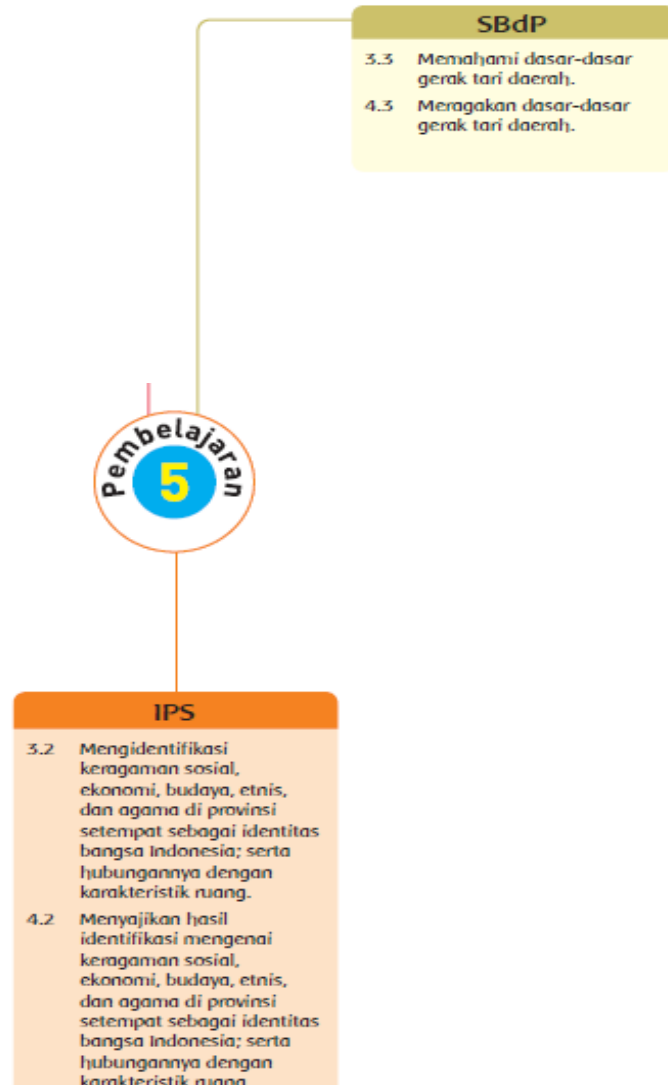 SBdP
3.3 Memahami dasar-dasar
gerak tari daerah.
4.3 Meragakan dasar-dasar
gerak tari daerah.
Pembelajaran
5
IPS
3.2 Mengidentifikasi
keragaman sosial,
ekonomi, budaya, etnis,
dan agama di provinsi
setempat sebagai identitas
bangsa Indonesia; serta
hubungannya dengan
karakteristik ruang.
4.2 Menyajikan hasil
identifikasi mengenai
keragaman sosial,
ekonomi, budaya, etnis,
dan agama di provinsi
setempat sebagai identitas
bangsa Indonesia; serta
hubungannya dengan
karakteristik ruang